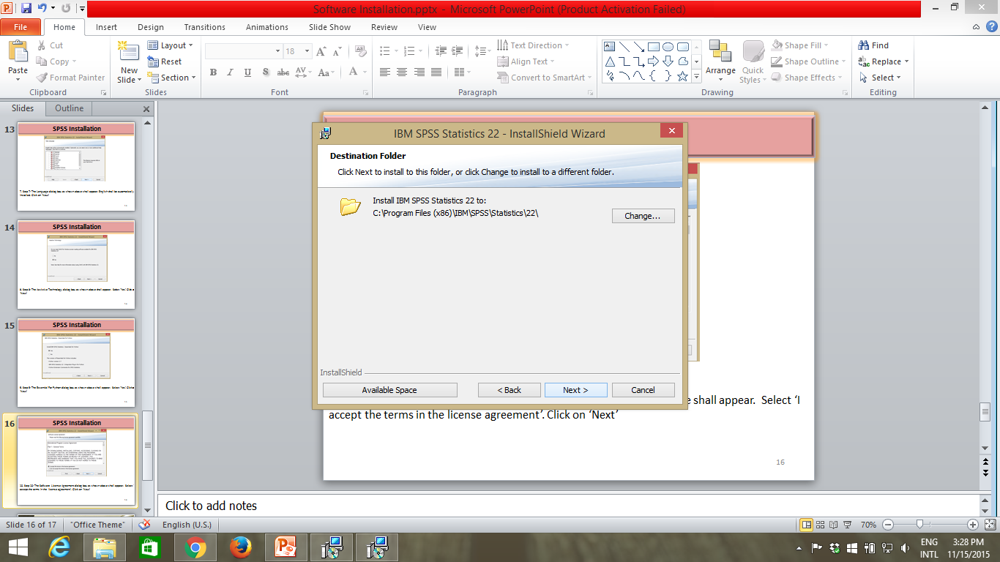 Software Installation.pptx - Microsoft PowerPoint (Product Activation Failed)
File Home Insert Design Transitions Animations Slide Show Review View
Paste
Cut
Copy
Format Painter
Clipboard
New
Slide
Layout
Reset
Section
Slides
18
B I U S abc AV Aa A
Font
Text Direction
Align Text
Convert to SmartArt
Paragraph
Arrange
Quick
Styles
Shape Fill
Shape Outline
Shape Effects
Drawing
Find
Replace
Select
Editing
Slides Outline
13
SPSS Installation
14
SPSS Installation
15
SPSS Installation
16
SPSS Installation
IBM SPSS Statistics 22 - InstallShield Wizard
Destination Folder
Click Next to install to this folder, or click Change to install to a different folder.
Install IBM SPSS Statistics 22 to:
C:\Program Files (x86)\IBM\SPSS\Statistics\22\
Change...
InstallShield
Available Space < Back Next > Cancel
e shall appear. Select ‘I
accept the terms in the license agreement’. Click on ‘Next’
16
Click to add notes
Slide 16 of 17 "Office Theme" English (U.S.) 70%
ENG 3:28 PM
INTL 11/15/2015